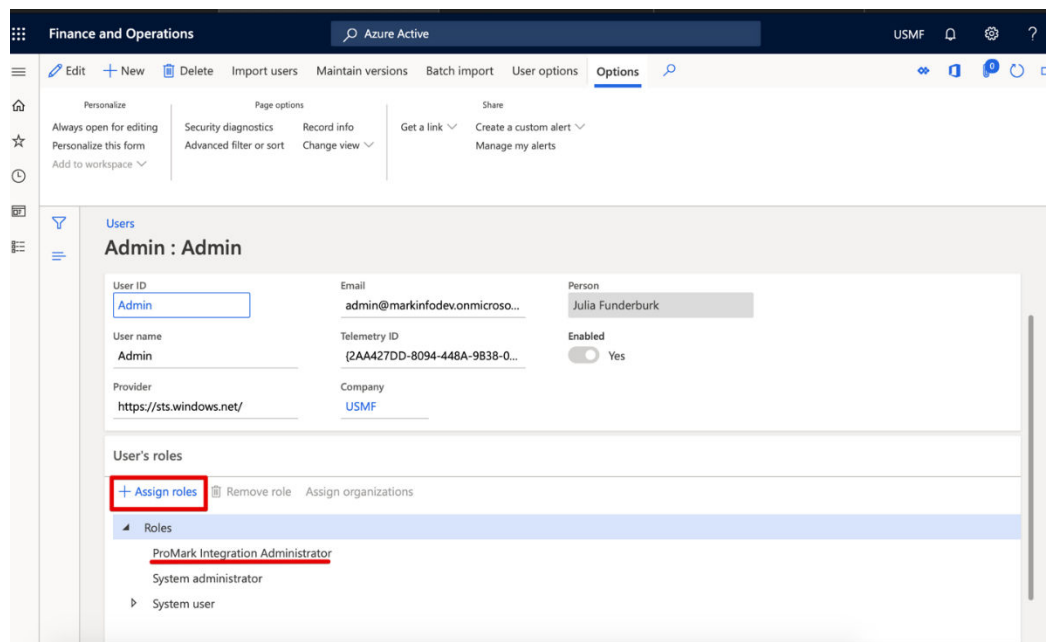 Finance and Operations
Azure Active
USMF
?
Edit New Delete Import users Maintain versions Batch import User options Options
0
Personalize Page options Share
Always open for editing Security diagnostics Record info Get a link Create a custom alert
Personalize this form Advanced filter or sort Change view Manage my alerts
Add to workspace
Users
Admin : Admin
User ID Email Person
Admin admin@markinfodev.onmicroso... Julia Funderburk
User name Telemetry ID Enabled
Admin {2AA427DD-8094-448A-9B38-0... Yes
Provider Company
https://sts.windows.net/ USMF
User's roles
+ Assign roles Remove role Assign organizations
Roles
ProMark Integration Administrator
System administrator
System user